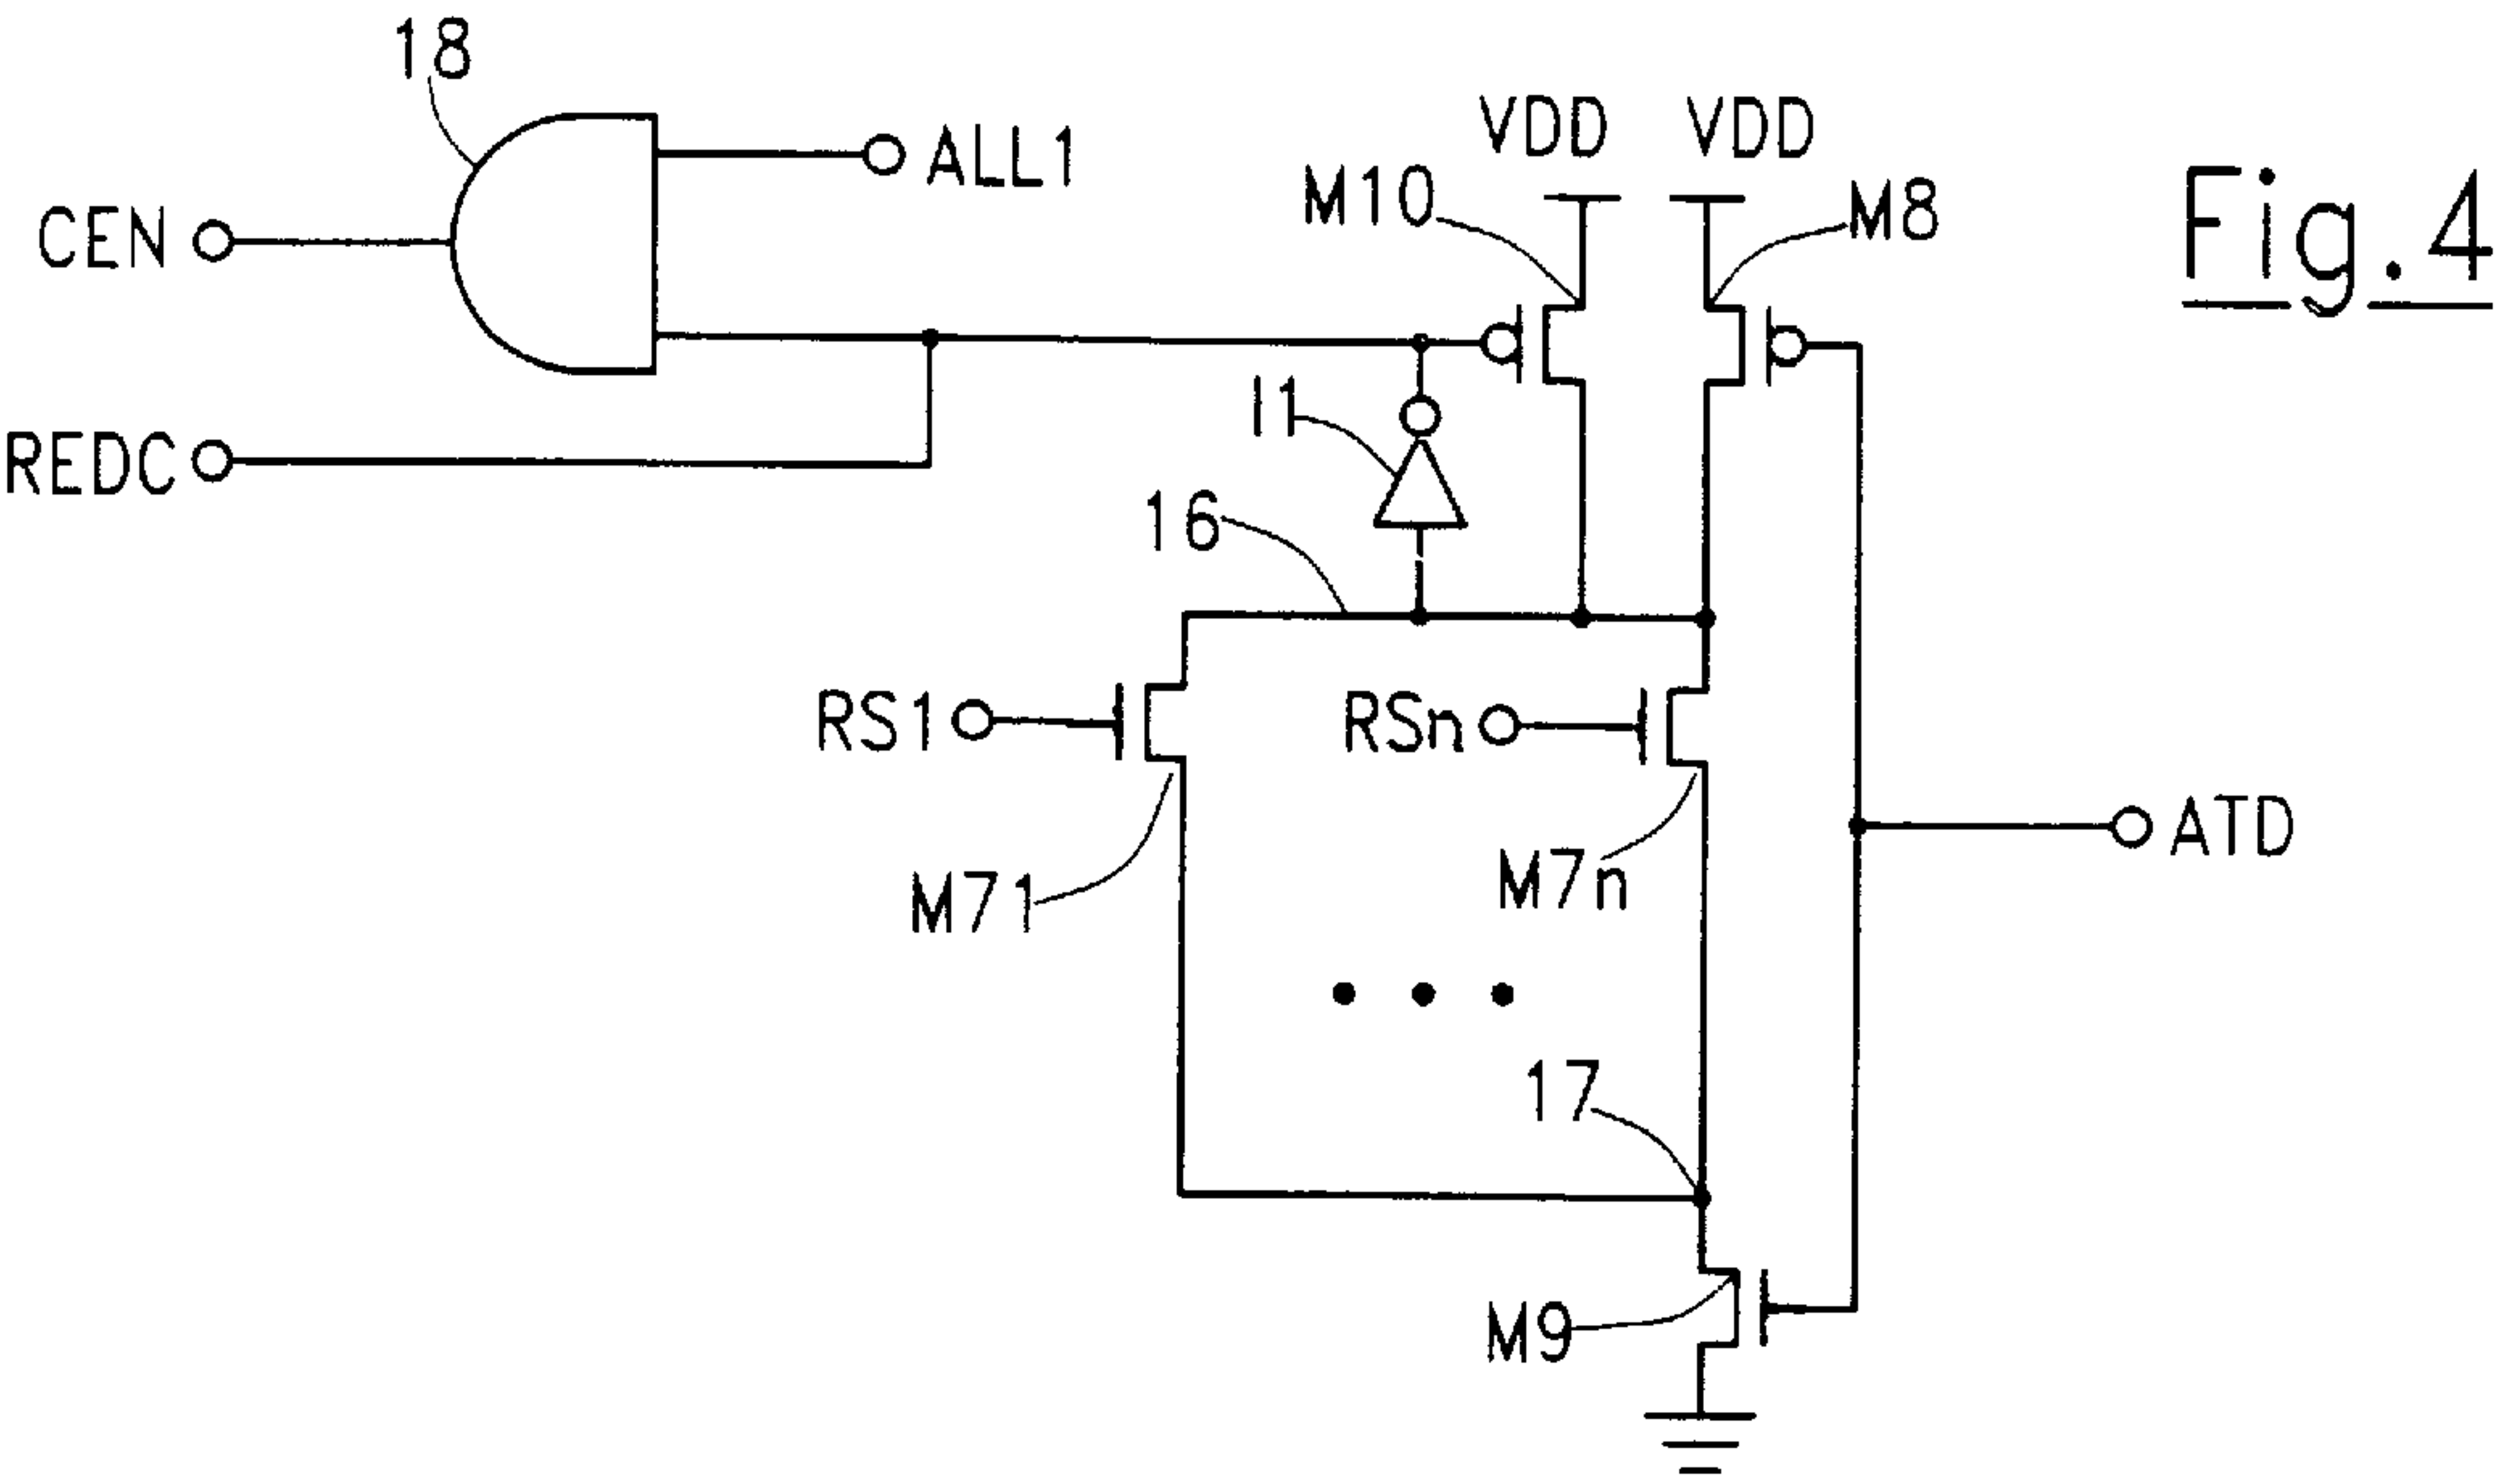 18
VDD
VDD
ALL1
M10
M8
Fig.4
CEN
I1
REDC
16
RS1
RSn
ATD
M71
M7n
17
M9